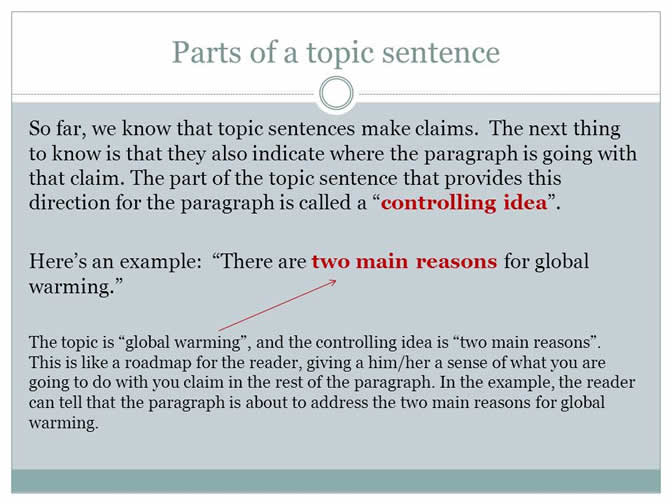 Parts of a topic sentence
So far, we know that topic sentences make claims.  The next thing
to know is that they also indicate where the paragraph is going with
that claim. The part of the topic sentence that provides this
direction for the paragraph is called a “controlling idea”.
Here’s an example:  “There are two main reasons for global
warming.”
The topic is “global warming”, and the controlling idea is “two main reasons”.
This is like a roadmap for the reader, giving a him/her a sense of what you are
going to do with you claim in the rest of the paragraph. In the example, the reader
can tell that the paragraph is about to address the two main reasons for global
warming.